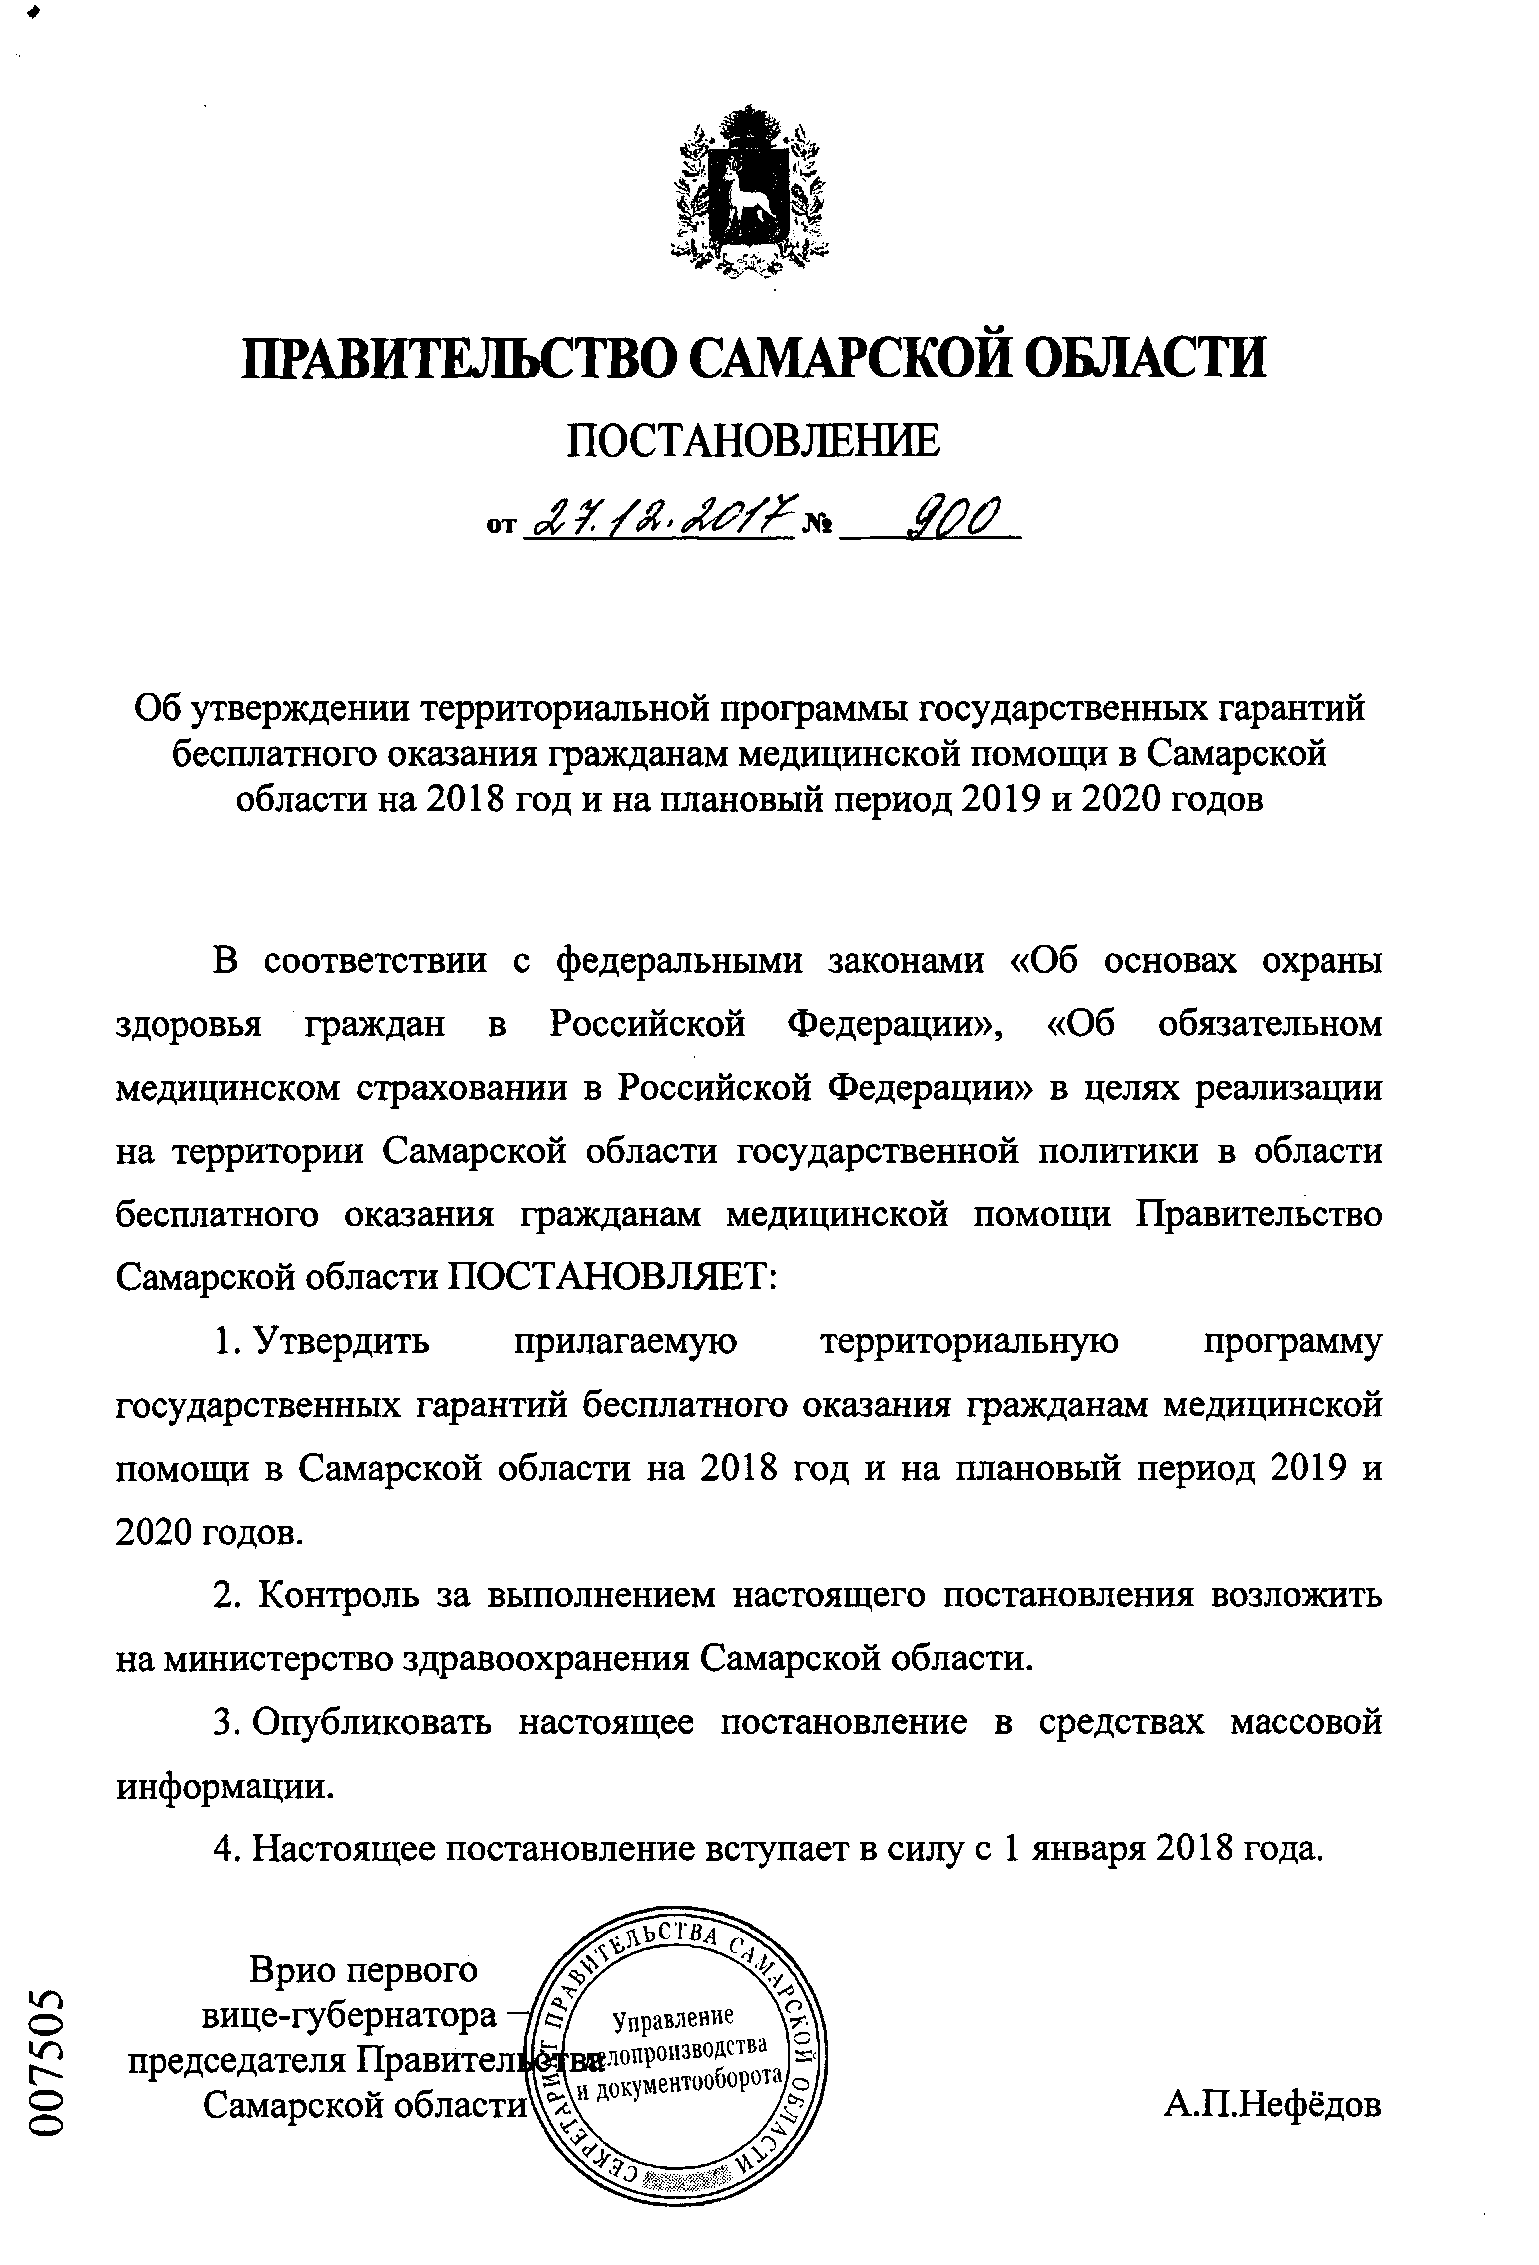 ПРАВИТЕЛЬСТВО САМАРСКОЙ ОБЛАСТИ
ПОСТАНОВЛЕНИЕ
от 27.12.2017 № 900
Об утверждении территориальной программы государственных гарантий
бесплатного оказания гражданам медицинской помощи в Самарской
области на 2018 год и на плановый период 2019 и 2020 годов
В соответствии с федеральными законами «Об основах охраны
здоровья граждан в Российской Федерации», «Об обязательном
медицинском страховании в Российской Федерации» в целях реализации
на территории Самарской области государственной политики в области
бесплатного оказания гражданам медицинской помощи Правительство
Самарской области ПОСТАНОВЛЯЕТ:
1. Утвердить прилагаемую территориальную программу
государственных гарантий бесплатного оказания гражданам медицинской
помощи в Самарской области на 2018 год и на плановый период 2019 и
2020 годов.
2. Контроль за выполнением настоящего постановления возложить
на министерство здравоохранения Самарской области.
3. Опубликовать настоящее постановление в средствах массовой
информации.
4. Настоящее постановление вступает в силу с 1 января 2018 года.
Врио первого
вице-губернатора –
председателя Правительства
Самарской области
А.П.Нефёдов
СЕКРЕТАРИАТ ПРАВИТЕЛЬСТВА САМАРСКОЙ ОБЛАСТИ
Управление
делопроизводства
и документооборота
007505